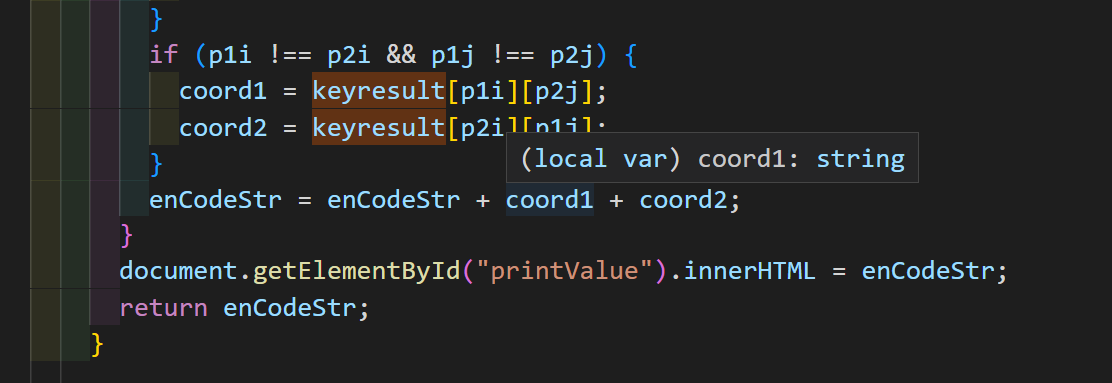 }
if (p1i !== p2i && p1j !== p2j) {
coord1 = keyresult[p1i][p2j];
coord2 = keyresult[p2i][p1j];
(local var) coord1: string
}
enCodeStr = enCodeStr + coord1 + coord2;
}
document.getElementById("printValue").innerHTML = enCodeStr;
return enCodeStr;
}